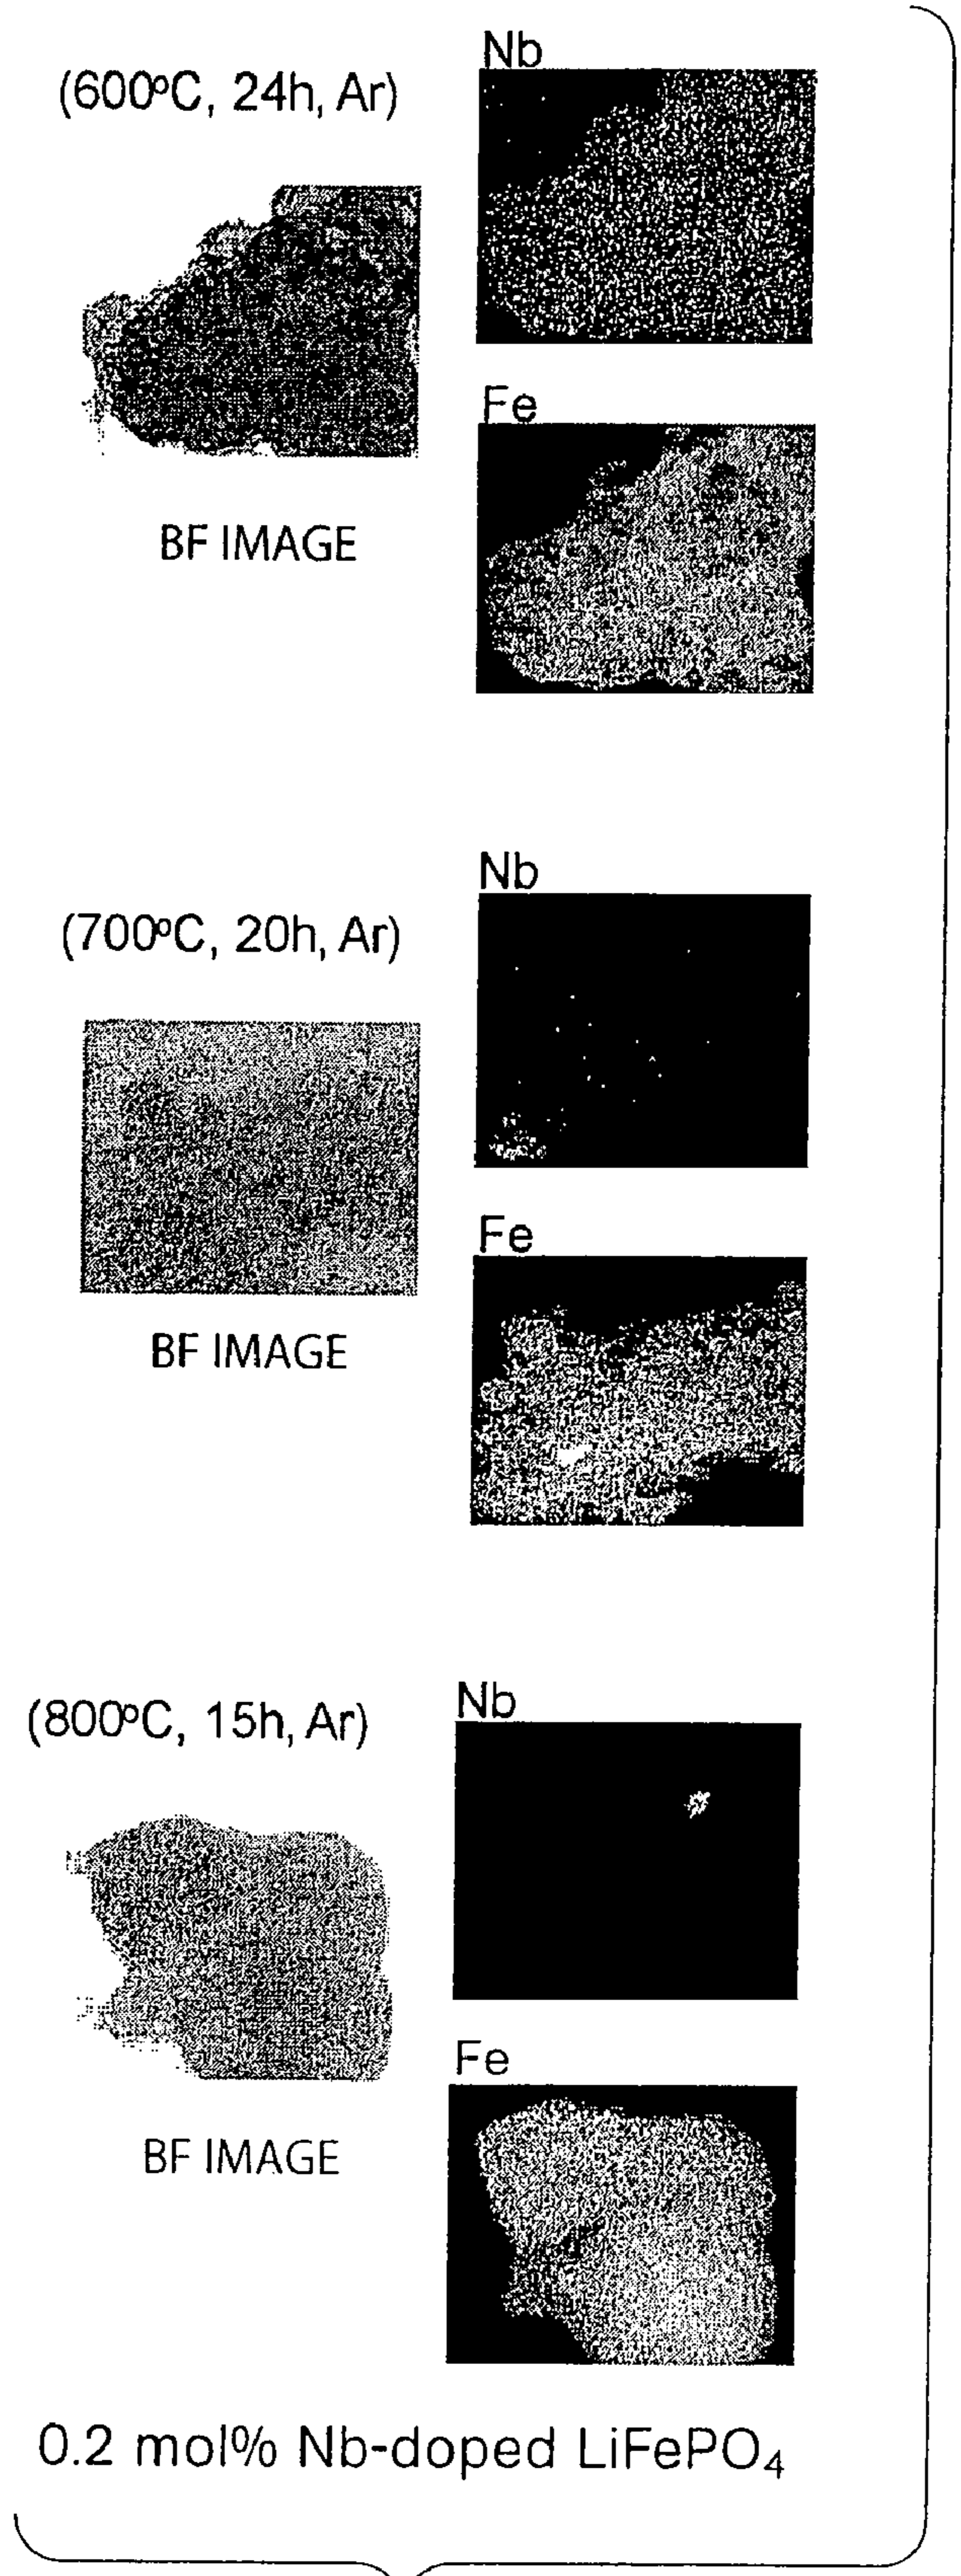 Nb
(600ºC, 24h, Ar)
Fe
BF IMAGE
Nb
(700ºC, 20h, Ar)
Fe
BF IMAGE
Nb
(800ºC, 15h, Ar)
Fe
BF IMAGE
0.2 mol% Nb-doped LiFePO₄